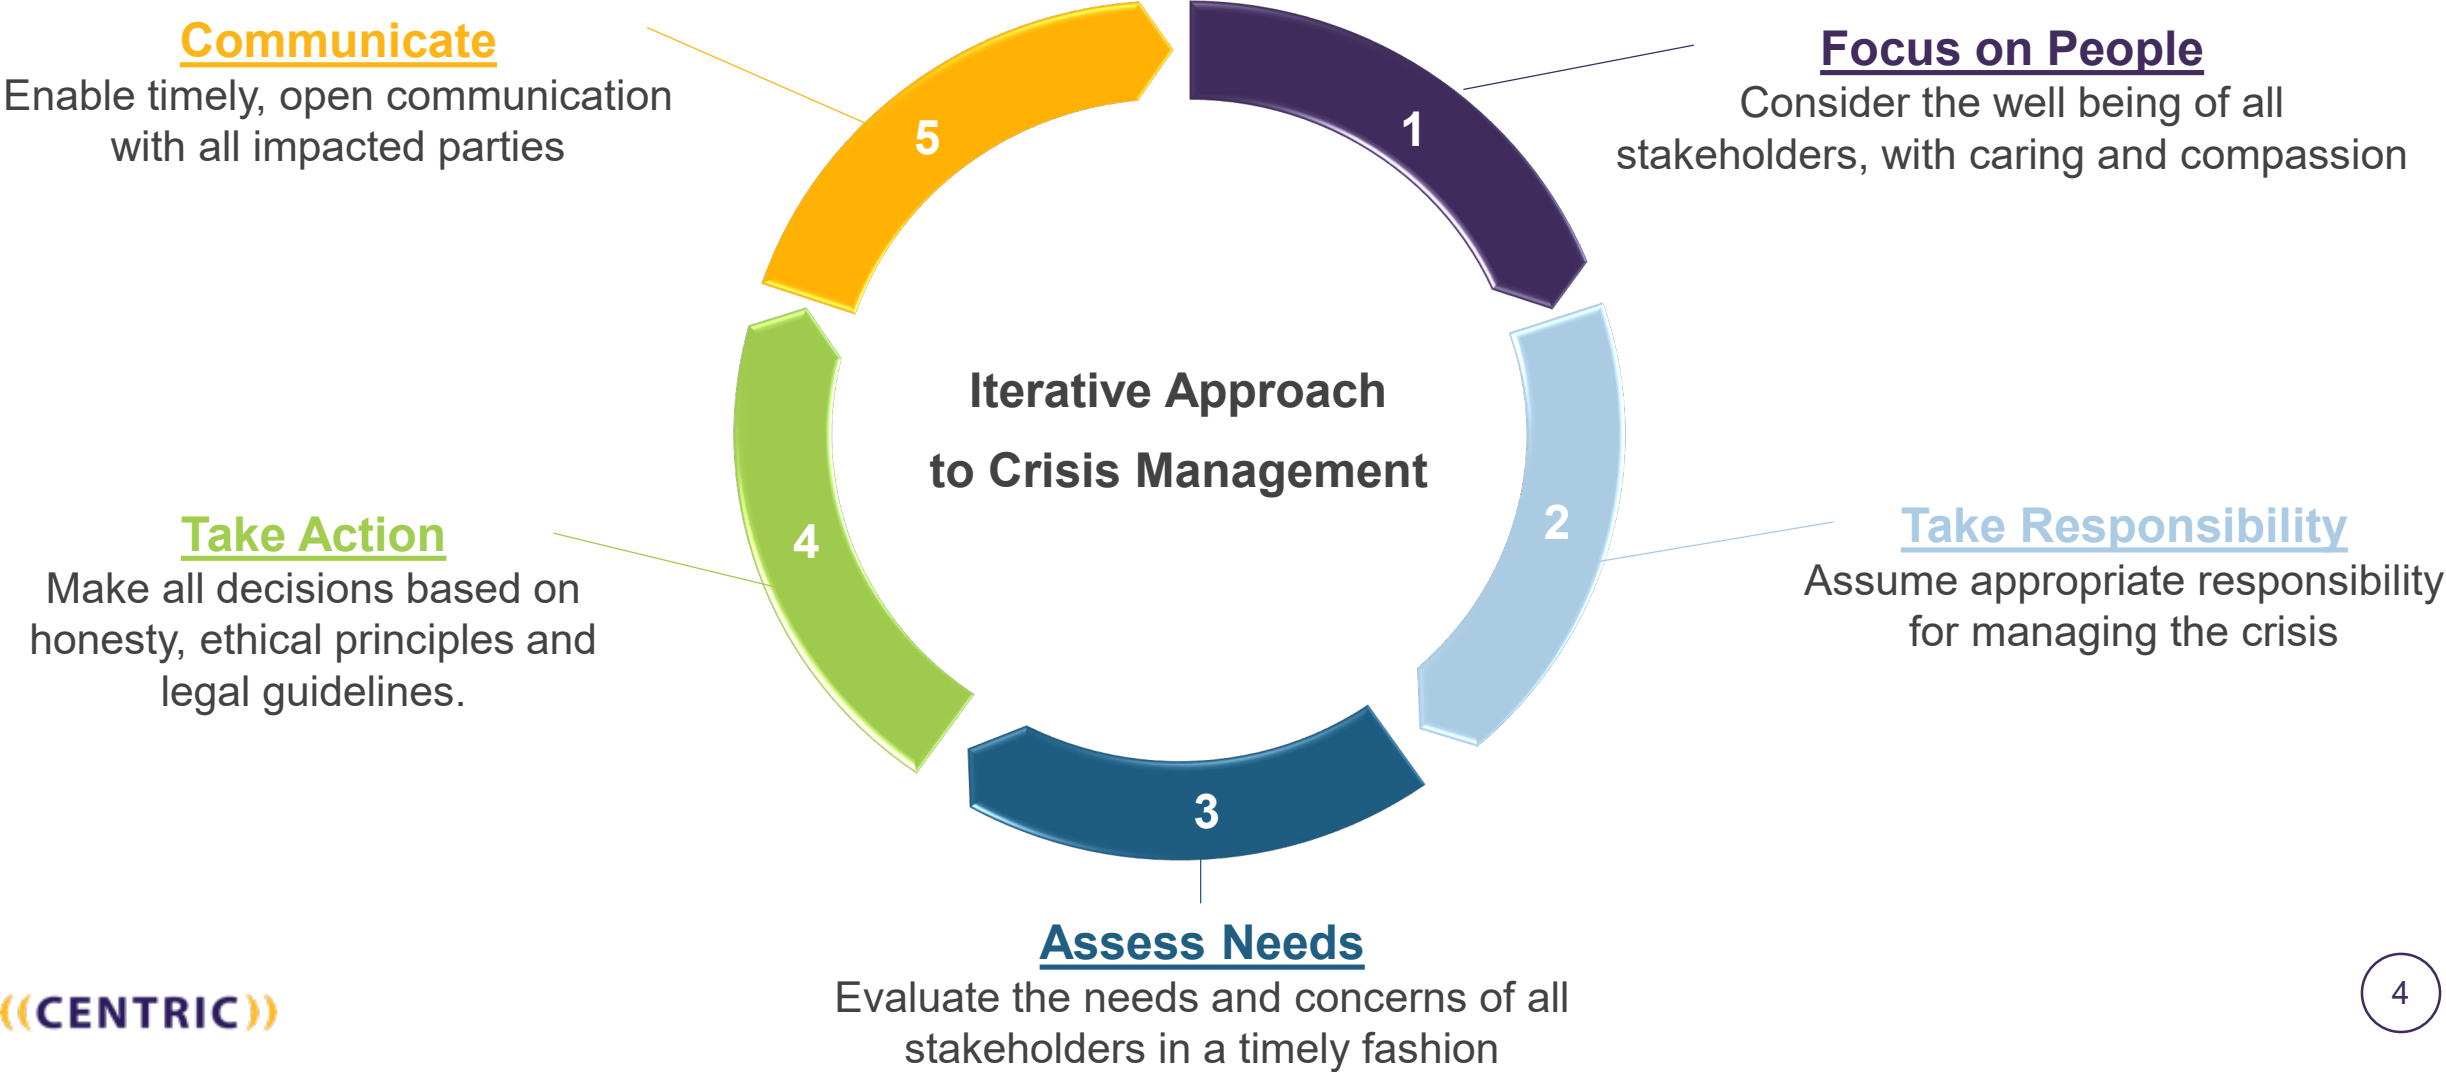 Communicate
Enable timely, open communication
with all impacted parties
5
1
Focus on People
Consider the well being of all
stakeholders, with caring and compassion
Iterative Approach
to Crisis Management
2
Take Responsibility
Assume appropriate responsibility
for managing the crisis
4
Take Action
Make all decisions based on
honesty, ethical principles and
legal guidelines.
3
Assess Needs
Evaluate the needs and concerns of all
stakeholders in a timely fashion
((CENTRIC))
4